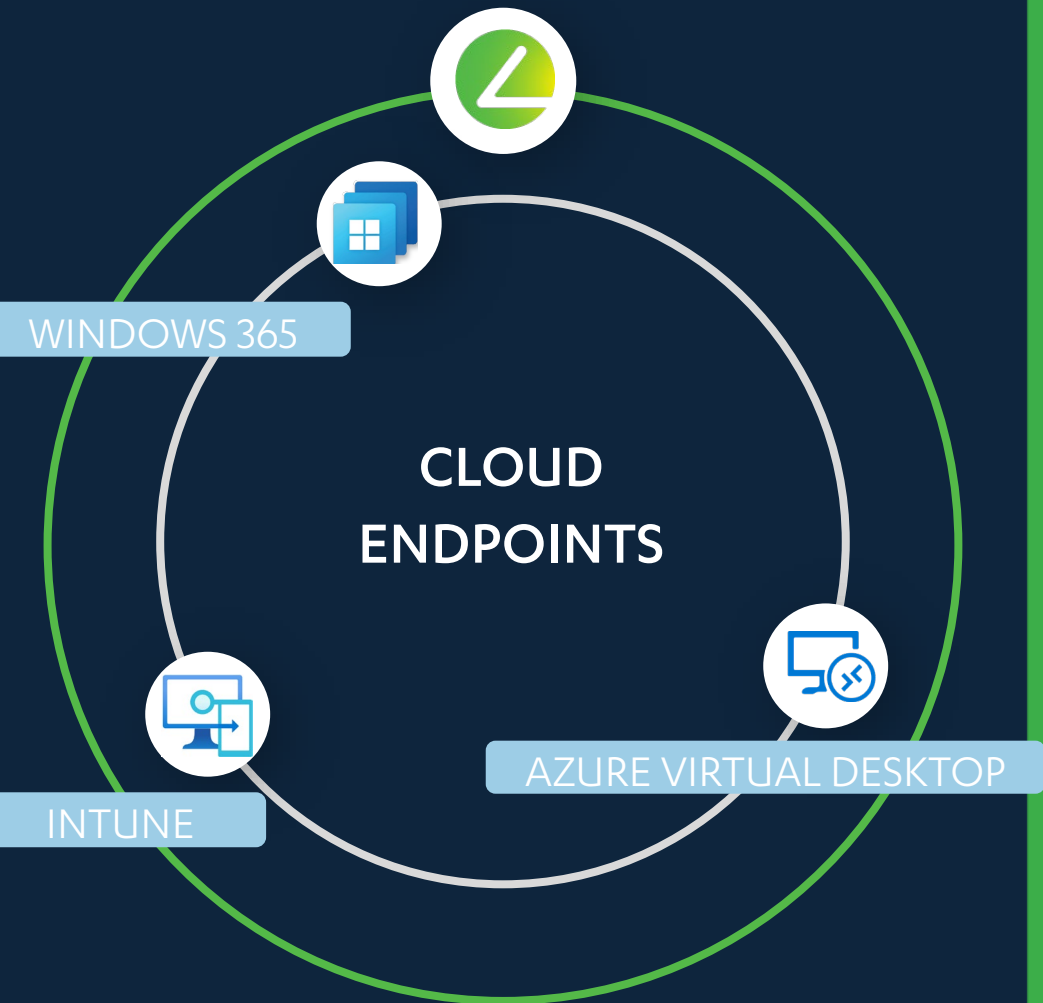 WINDOWS 365
CLOUD
ENDPOINTS
AZURE VIRTUAL DESKTOP
INTUNE